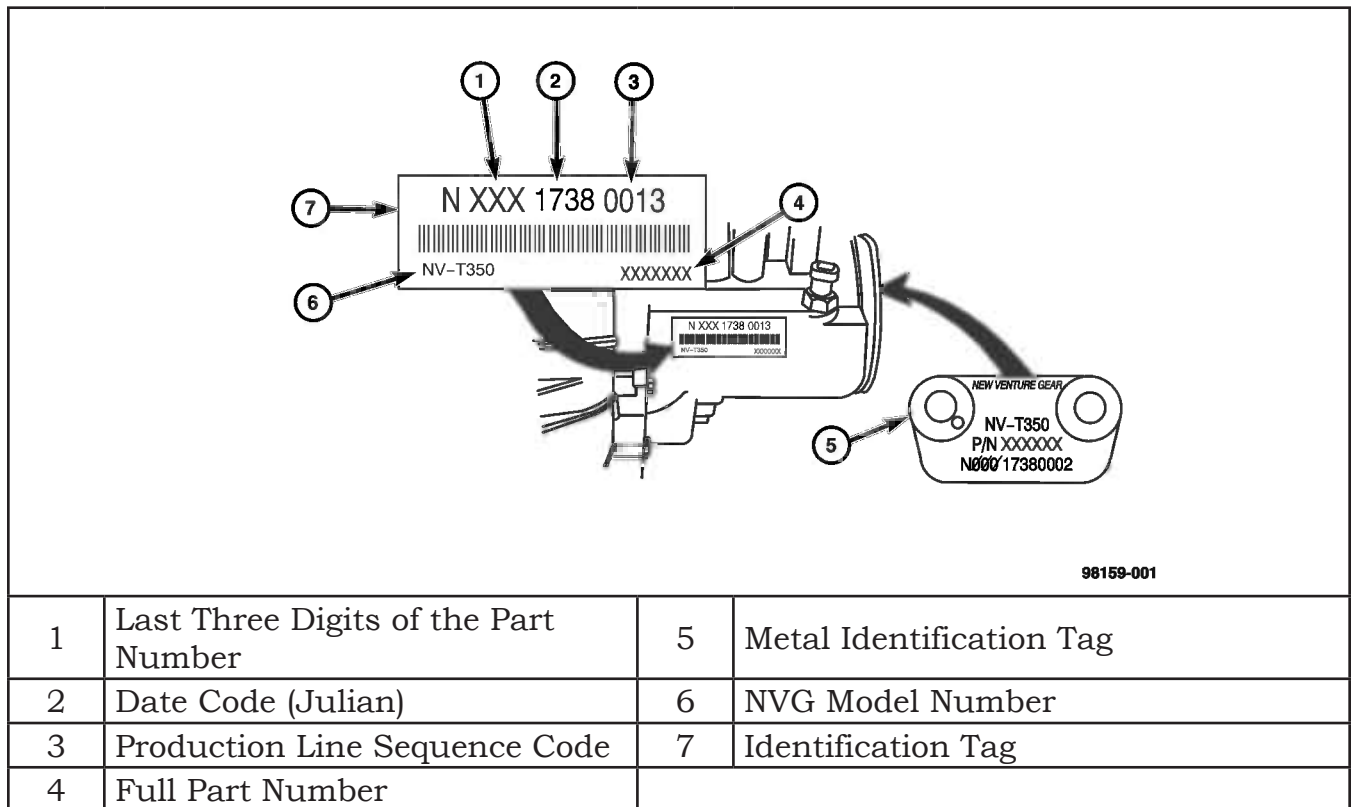 1 2 3
N XXX 1738 0013
7
4
NV-T350 XXXXXXX
6
N XXX 1738 0013
NV-T350 XXXXXXX
NEW VENTURE GEAR
NV-T350
P/N XXXXXX
N000 17380002
5
98159-001
1 Last Three Digits of the Part Number 5 Metal Identification Tag
2 Date Code (Julian) 6 NVG Model Number
3 Production Line Sequence Code 7 Identification Tag
4 Full Part Number